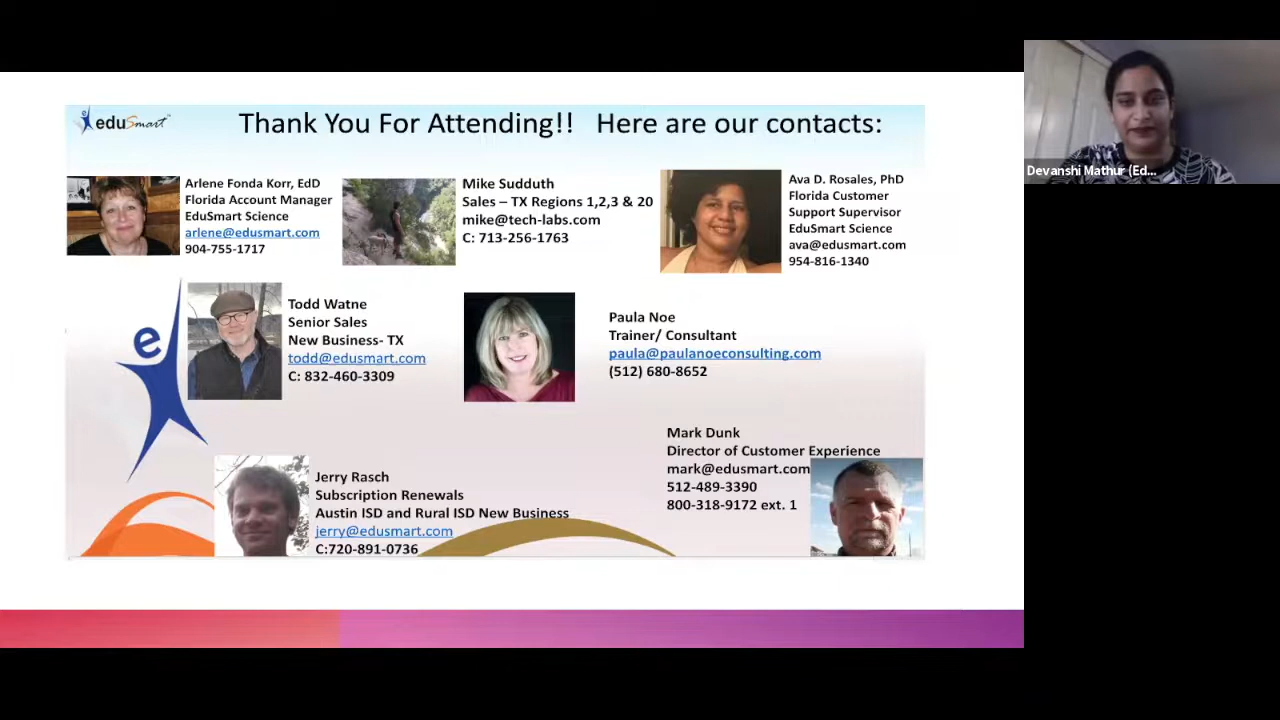 eduSmart™
Thank You For Attending!! Here are our contacts:
Arlene Fonda Korr, EdD
Florida Account Manager
EduSmart Science
arlene@edusmart.com
904-755-1717
Mike Sudduth
Sales – TX Regions 1,2,3 & 20
mike@tech-labs.com
C: 713-256-1763
Ava D. Rosales, PhD
Florida Customer
Support Supervisor
EduSmart Science
ava@edusmart.com
954-816-1340
Devanshi Mathur (Ed...
e
Todd Watne
Senior Sales
New Business- TX
todd@edusmart.com
C: 832-460-3309
Paula Noe
Trainer/ Consultant
paula@paulanoeconsulting.com
(512) 680-8652
Jerry Rasch
Subscription Renewals
Austin ISD and Rural ISD New Business
jerry@edusmart.com
C:720-891-0736
Mark Dunk
Director of Customer Experience
mark@edusmart.com
512-489-3390
800-318-9172 ext. 1